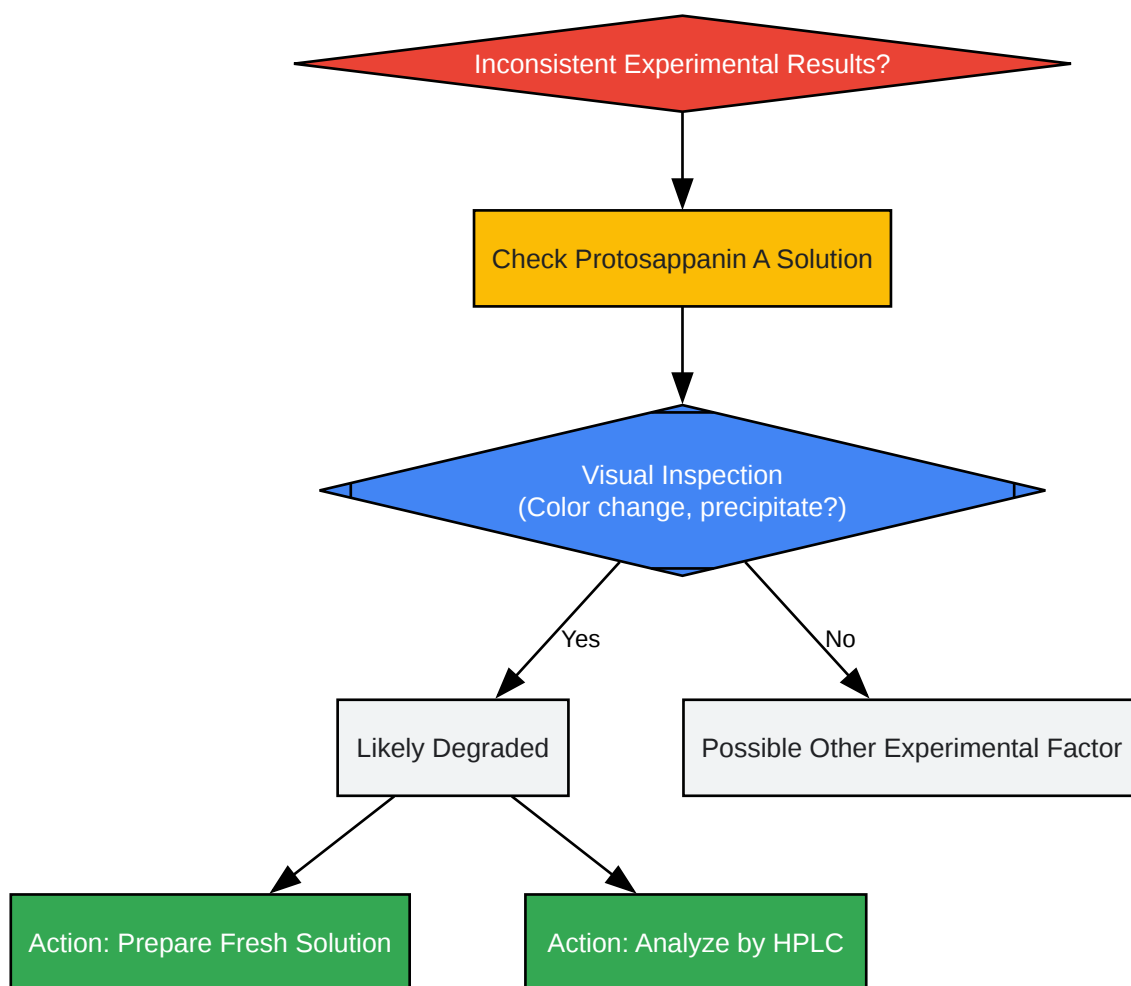 Inconsistent Experimental Results?
Check Protosappanin A Solution
Visual Inspection
(Color change, precipitate?)
Yes
No
Likely Degraded
Possible Other Experimental Factor
Action: Prepare Fresh Solution
Action: Analyze by HPLC